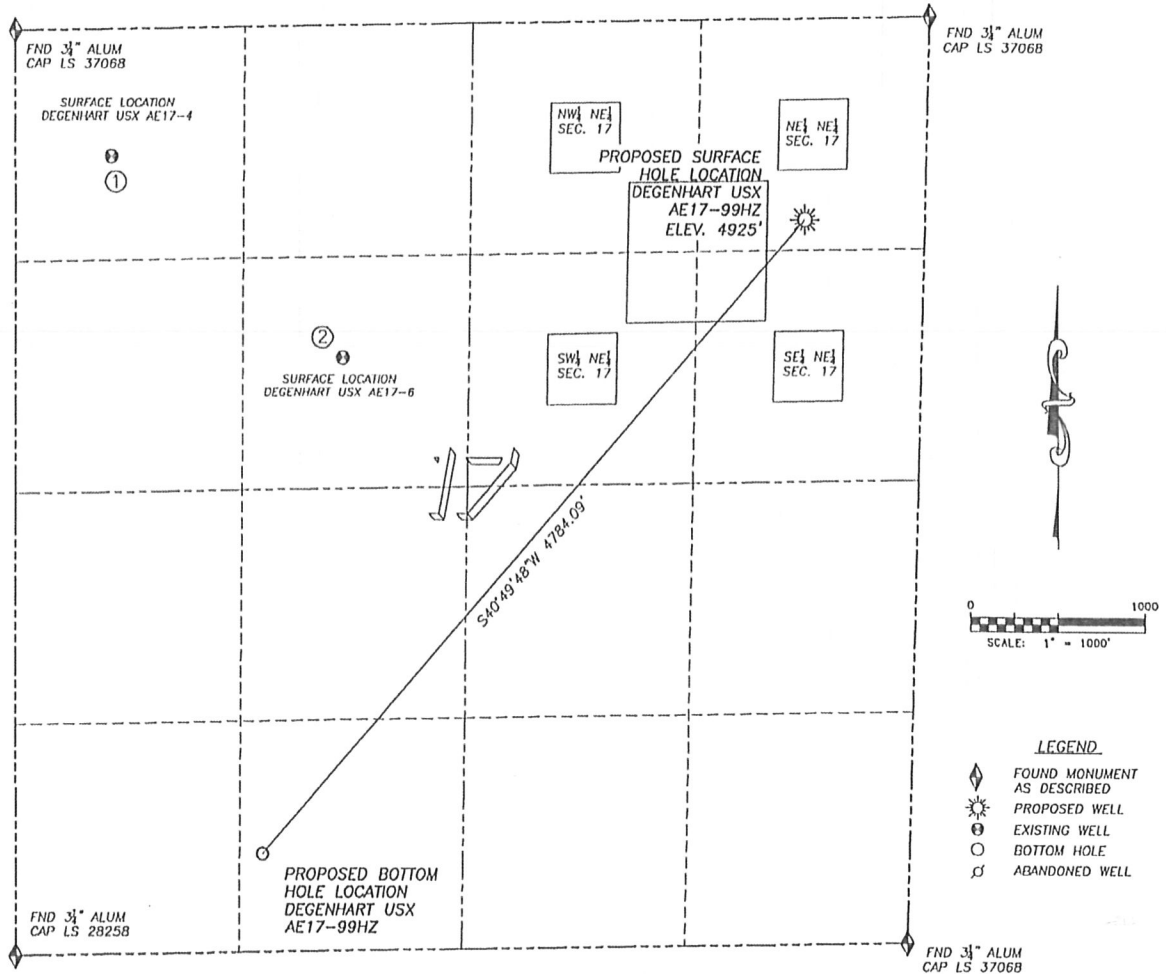 FND 3¼" ALUM
CAP LS 37068
FND 3¼" ALUM
CAP LS 37068
SURFACE LOCATION
DEGENHART USX AE17-4
1
NW¼ NE¼
SEC. 17
NE¼ NE¼
SEC. 17
PROPOSED SURFACE
HOLE LOCATION
DEGENHART USX
AE17-99HZ
ELEV. 4925'
2
SURFACE LOCATION
DEGENHART USX AE17-6
SW¼ NE¼
SEC. 17
SE¼ NE¼
SEC. 17
17
S40°49'48"W 4784.09'
0 1000
SCALE: 1" = 1000'
LEGEND
FOUND MONUMENT
AS DESCRIBED
PROPOSED WELL
EXISTING WELL
BOTTOM HOLE
ABANDONED WELL
PROPOSED BOTTOM
HOLE LOCATION
DEGENHART USX
AE17-99HZ
FND 3¼" ALUM
CAP LS 28258
FND 3¼" ALUM
CAP LS 37068